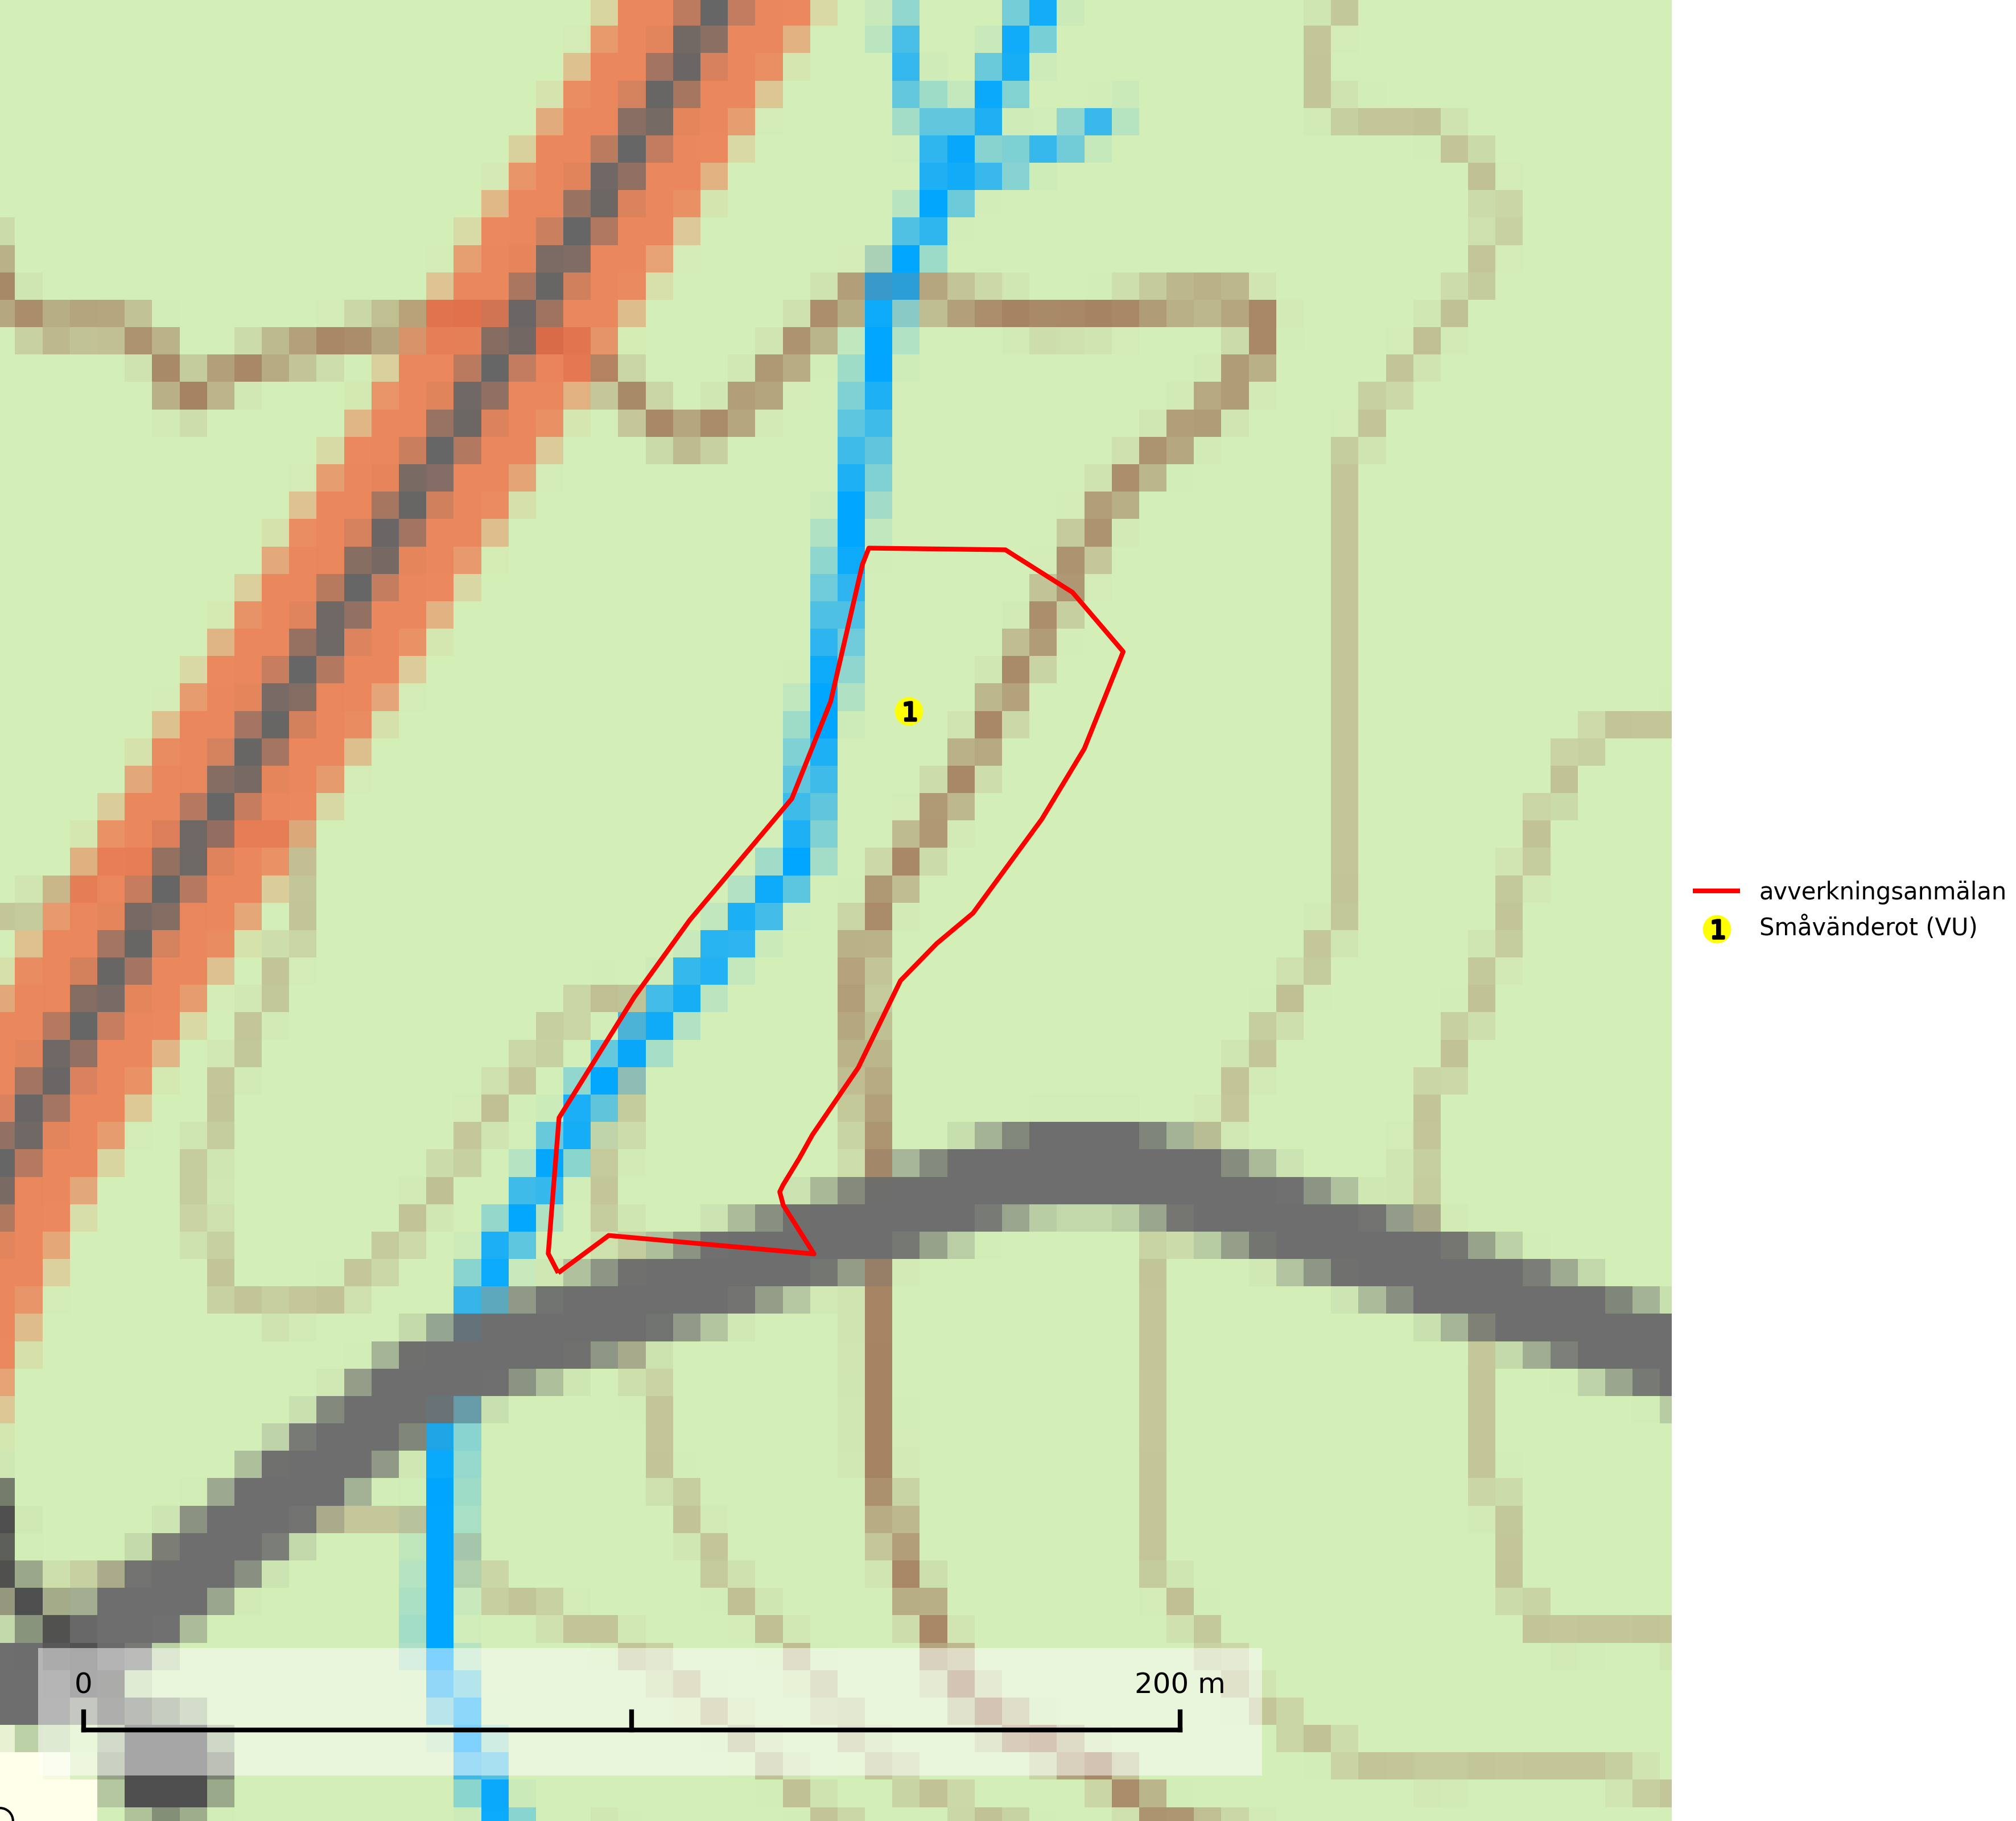 1
avverkningsanmälan
1 Småvänderot (VU)
0 200 m